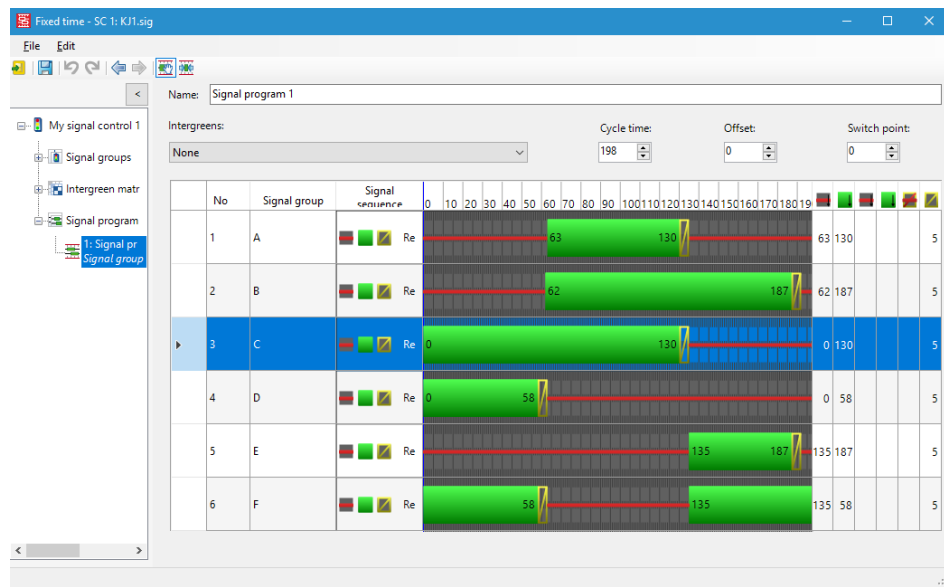 Fixed time - SC 1: KJ1.sig
File Edit
<
Name: Signal program 1
My signal control 1
Intergreens: Cycle time: Offset: Switch point:
None 198 0 0
Signal groups
Intergreen matr
Signal program
1: Signal pr
Signal group
No Signal group Signal sequence 0 10 20 30 40 50 60 70 80 90 100 110 120 130 140 150 160 170 180 19
1 A Re 63 130 63 130 5
2 B Re 62 187 62 187 5
3 C Re 0 130 0 130 5
4 D Re 0 58 0 58 5
5 E Re 135 187 135 187 5
6 F Re 58 135 135 58 5
< >